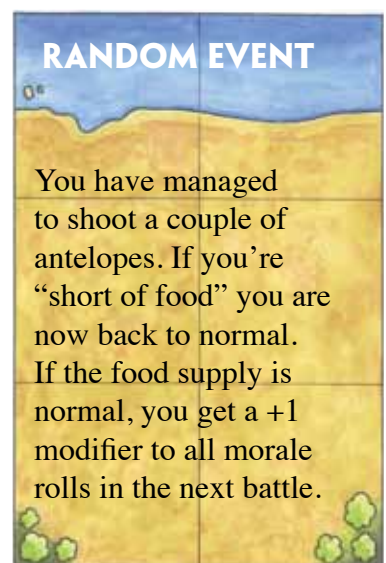 RANDOM EVENT
You have managed
to shoot a couple of
antelopes. If you’re
“short of food” you are
now back to normal.
If the food supply is
normal, you get a +1
modifier to all morale
rolls in the next battle.